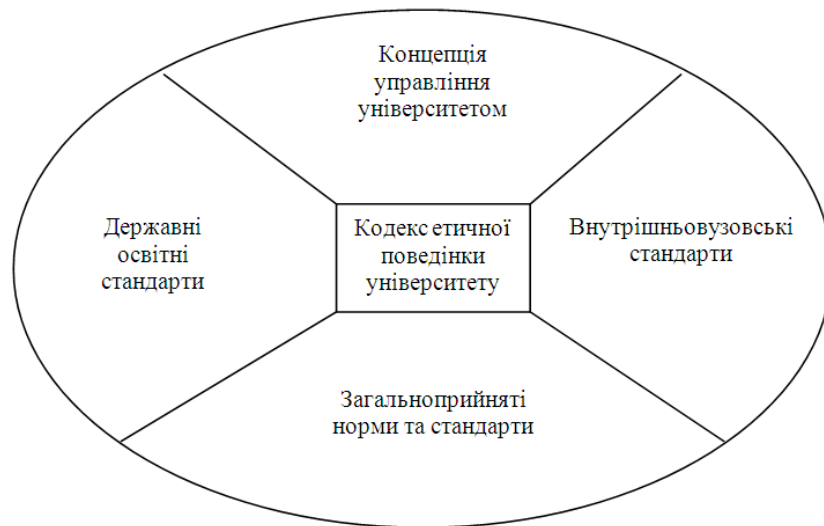 Концепція
управління
університетом
Державні
освітні
стандарти
Кодекс етичної
поведінки
університету
Внутрішньовузовські
стандарти
Загальноприйняті
норми та стандарти